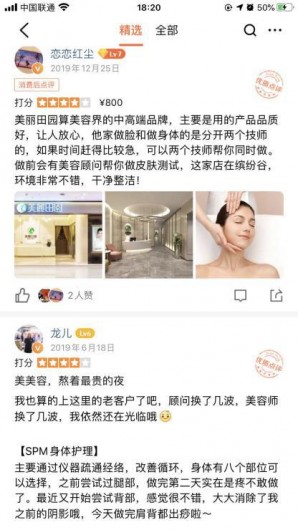 中国联通
18:20
精选
全部
恋恋红尘
Lv7
2019年12月25日
消费后点评
优质点评
打分
¥800
美丽田园算美容界的中高端品牌,主要是用的产品品质
好,让人放心,他家做脸和做身体的是分开两个技师
的,如果时间赶得比较急,可以两个技师帮你同时做。
做前会有美容顾问帮你做皮肤测试,这家店在缤纷谷,
环境非常不错,干净整洁!
美丽田园
2人赞
龙儿
Lv6
2019年6月18日
优质点评
打分
美美容,熬着最贵的夜
我也算的上这里的老客户了吧,顾问换了几波,美容师
换了几波,我依然还在光临哦
【SPM身体护理】
主要通过仪器疏通经络,改善循环,身体有八个部位可
以选择,之前尝试过腿部,做完第二天实在是疼不敢做
了。最近又开始尝试背部,感觉很不错,大大消除了我
之前的阴影哦,今天做完肩背都出痧啦~